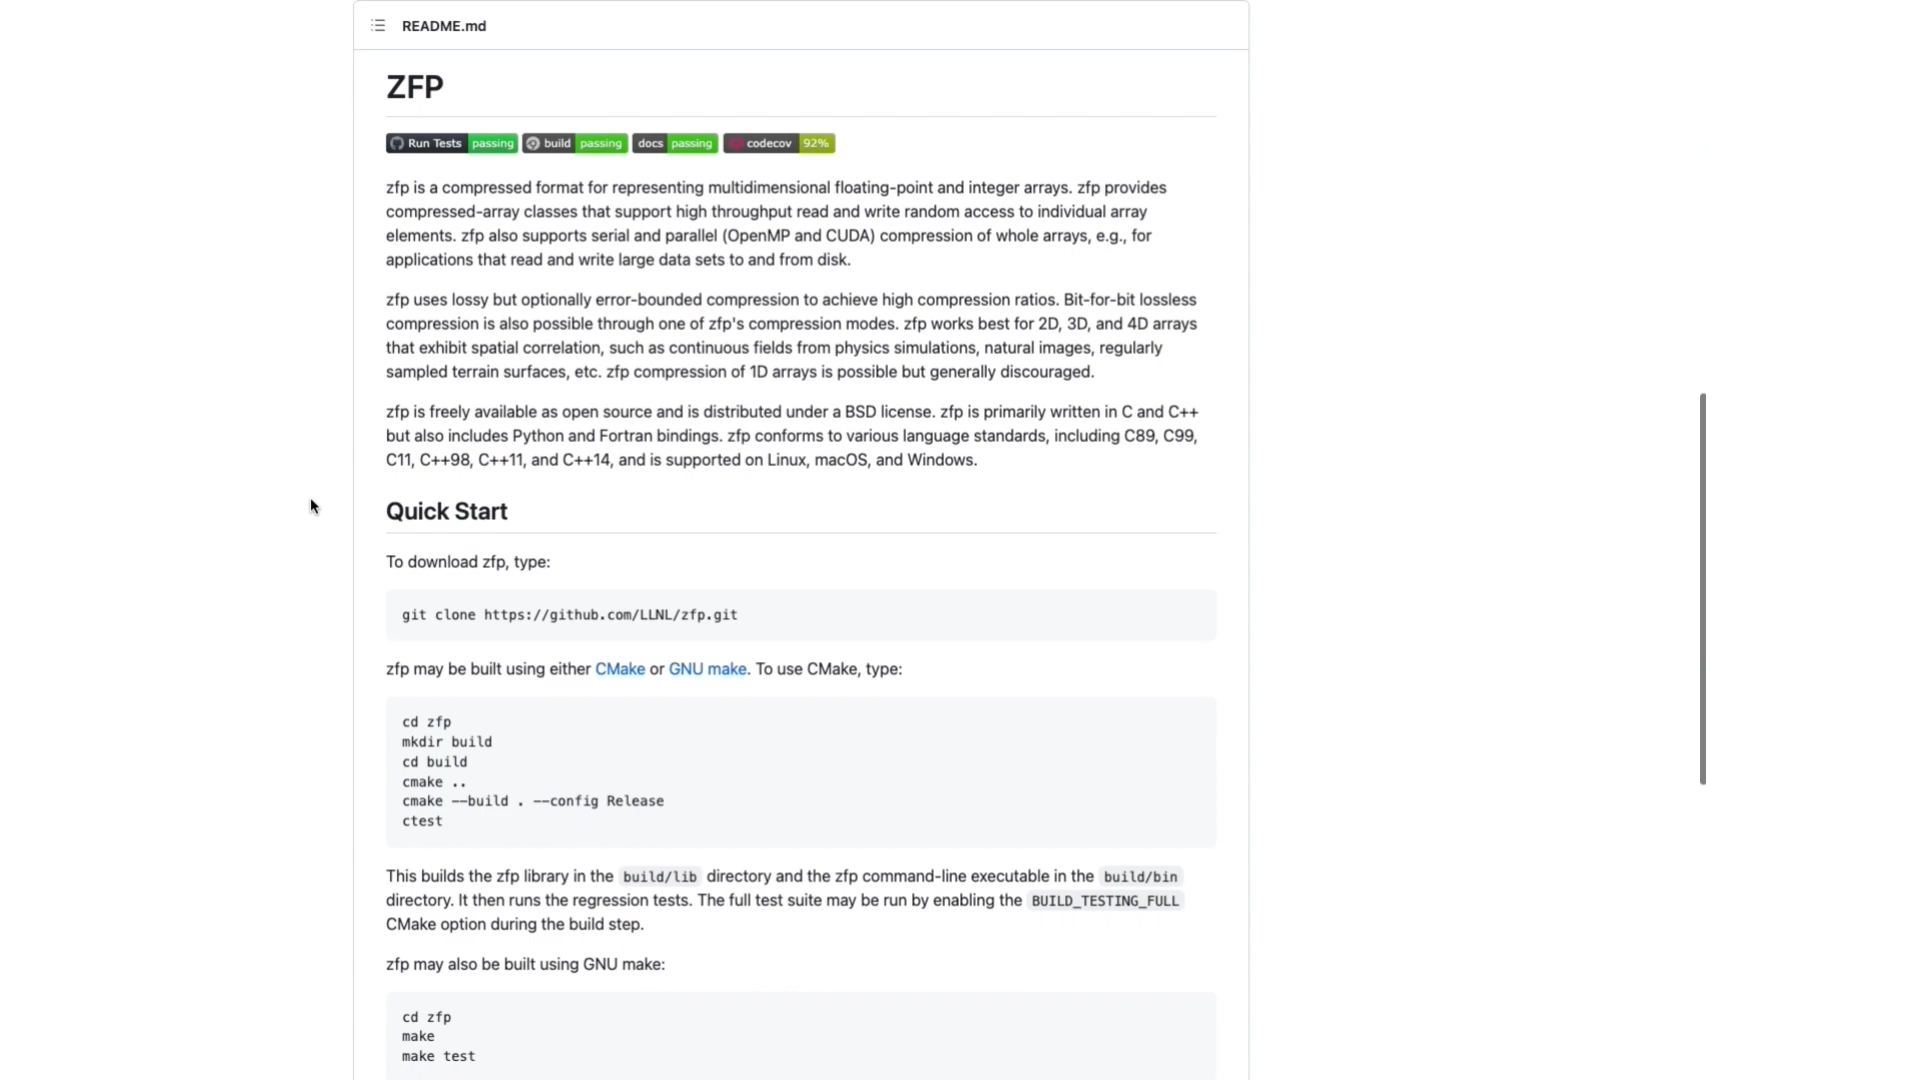 README.md
ZFP
Run Tests passing build passing docs passing codecov 92%
zfp is a compressed format for representing multidimensional floating-point and integer arrays. zfp provides
compressed-array classes that support high throughput read and write random access to individual array
elements. zfp also supports serial and parallel (OpenMP and CUDA) compression of whole arrays, e.g., for
applications that read and write large data sets to and from disk.
zfp uses lossy but optionally error-bounded compression to achieve high compression ratios. Bit-for-bit lossless
compression is also possible through one of zfp's compression modes. zfp works best for 2D, 3D, and 4D arrays
that exhibit spatial correlation, such as continuous fields from physics simulations, natural images, regularly
sampled terrain surfaces, etc. zfp compression of 1D arrays is possible but generally discouraged.
zfp is freely available as open source and is distributed under a BSD license. zfp is primarily written in C and C++
but also includes Python and Fortran bindings. zfp conforms to various language standards, including C89, C99,
C11, C++98, C++11, and C++14, and is supported on Linux, macOS, and Windows.
Quick Start
To download zfp, type:
git clone https://github.com/LLNL/zfp.git
zfp may be built using either CMake or GNU make. To use CMake, type:
cd zfp
mkdir build
cd build
cmake ..
cmake --build . --config Release
ctest
This builds the zfp library in the build/lib directory and the zfp command-line executable in the build/bin
directory. It then runs the regression tests. The full test suite may be run by enabling the BUILD_TESTING_FULL
CMake option during the build step.
zfp may also be built using GNU make:
cd zfp
make
make test